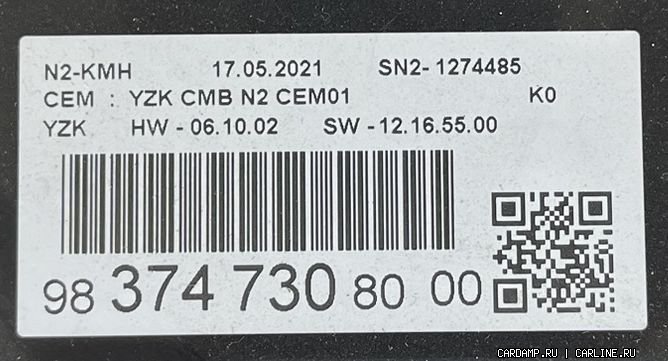 N2-KMH 17.05.2021 SN2- 1274485
CEM : YZK CMB N2 CEM01 K0
YZK HW - 06.10.02 SW -12.16.55.00
98 374 730 80 00
CARDAMP.RU | CARLINE.RU